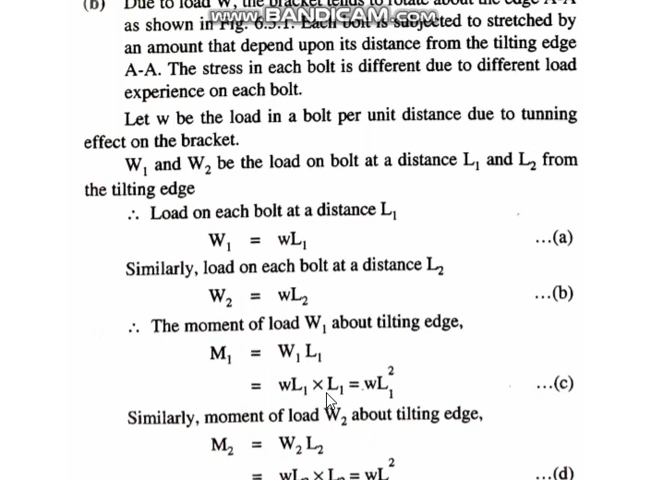 (b) Due to load W, the bracket tends to rotate about the edge A-A
WWW.BANDICAM.COM
as shown in Fig. 6.5.1. Each bolt is subjected to stretched by
an amount that depend upon its distance from the tilting edge
A-A. The stress in each bolt is different due to different load
experience on each bolt.
Let w be the load in a bolt per unit distance due to tunning
effect on the bracket.
W₁ and W₂ be the load on bolt at a distance L₁ and L₂ from
the tilting edge
∴ Load on each bolt at a distance L₁
W₁ = wL₁ ...(a)
Similarly, load on each bolt at a distance L₂
W₂ = wL₂ ...(b)
∴ The moment of load W₁ about tilting edge,
M₁ = W₁ L₁
= wL₁ × L₁ = wL₁² ...(c)
Similarly, moment of load W₂ about tilting edge,
M₂ = W₂ L₂
= wL₂ × L₂ = wL² ...(d)